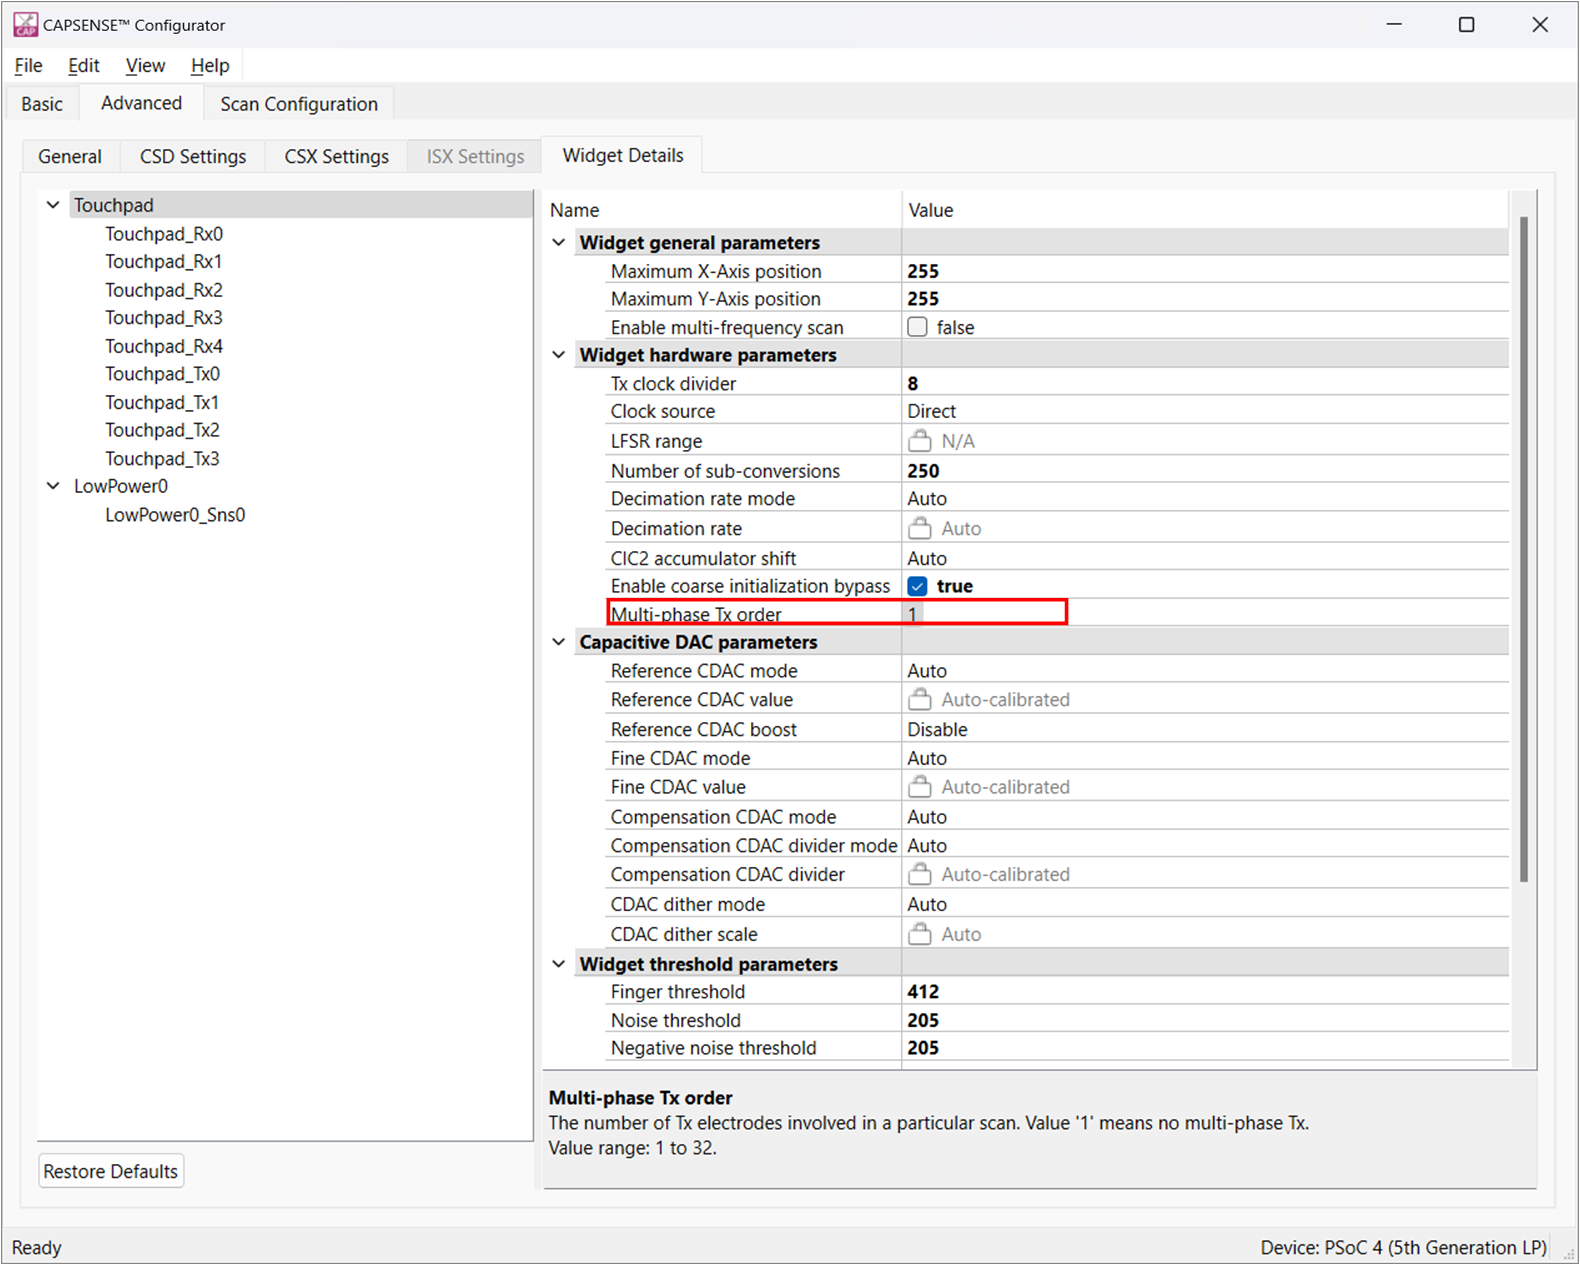 CAPSENSE™ Configurator
File Edit View Help
Basic Advanced Scan Configuration
General CSD Settings CSX Settings ISX Settings Widget Details
Touchpad
Touchpad_Rx0
Touchpad_Rx1
Touchpad_Rx2
Touchpad_Rx3
Touchpad_Rx4
Touchpad_Tx0
Touchpad_Tx1
Touchpad_Tx2
Touchpad_Tx3
LowPower0
LowPower0_Sns0
Restore Defaults
Name Value
Widget general parameters
Maximum X-Axis position 255
Maximum Y-Axis position 255
Enable multi-frequency scan false
Widget hardware parameters
Tx clock divider 8
Clock source Direct
LFSR range N/A
Number of sub-conversions 250
Decimation rate mode Auto
Decimation rate Auto
CIC2 accumulator shift Auto
Enable coarse initialization bypass true
Multi-phase Tx order 1
Capacitive DAC parameters
Reference CDAC mode Auto
Reference CDAC value Auto-calibrated
Reference CDAC boost Disable
Fine CDAC mode Auto
Fine CDAC value Auto-calibrated
Compensation CDAC mode Auto
Compensation CDAC divider mode Auto
Compensation CDAC divider Auto-calibrated
CDAC dither mode Auto
CDAC dither scale Auto
Widget threshold parameters
Finger threshold 412
Noise threshold 205
Negative noise threshold 205
Multi-phase Tx order
The number of Tx electrodes involved in a particular scan. Value '1' means no multi-phase Tx.
Value range: 1 to 32.
Ready Device: PSoC 4 (5th Generation LP)